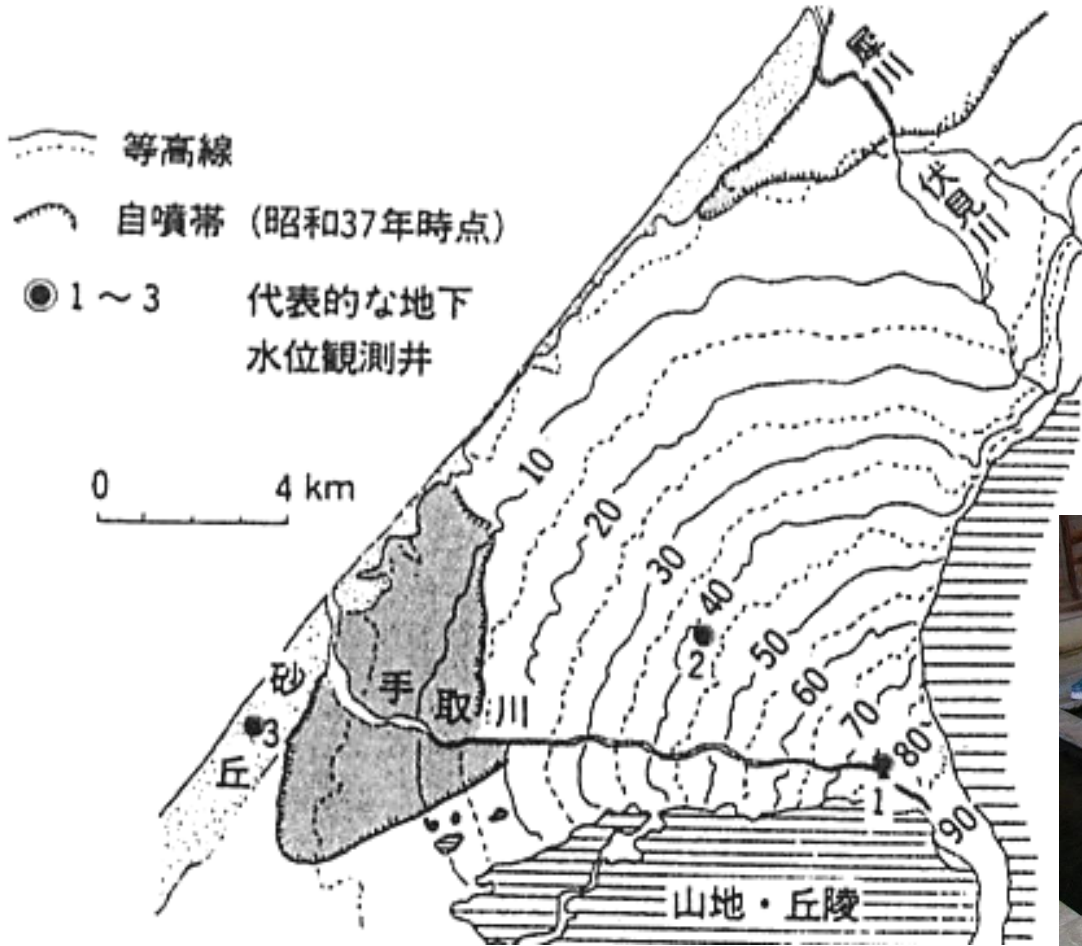 等高線
自噴帯 (昭和37年時点)
1～3 代表的な地下
水位観測井
0 4 km
犀川
伏見川
10
20
30
40
50
60
70
80
90
2
1
3
手取川
砂丘
山地・丘陵